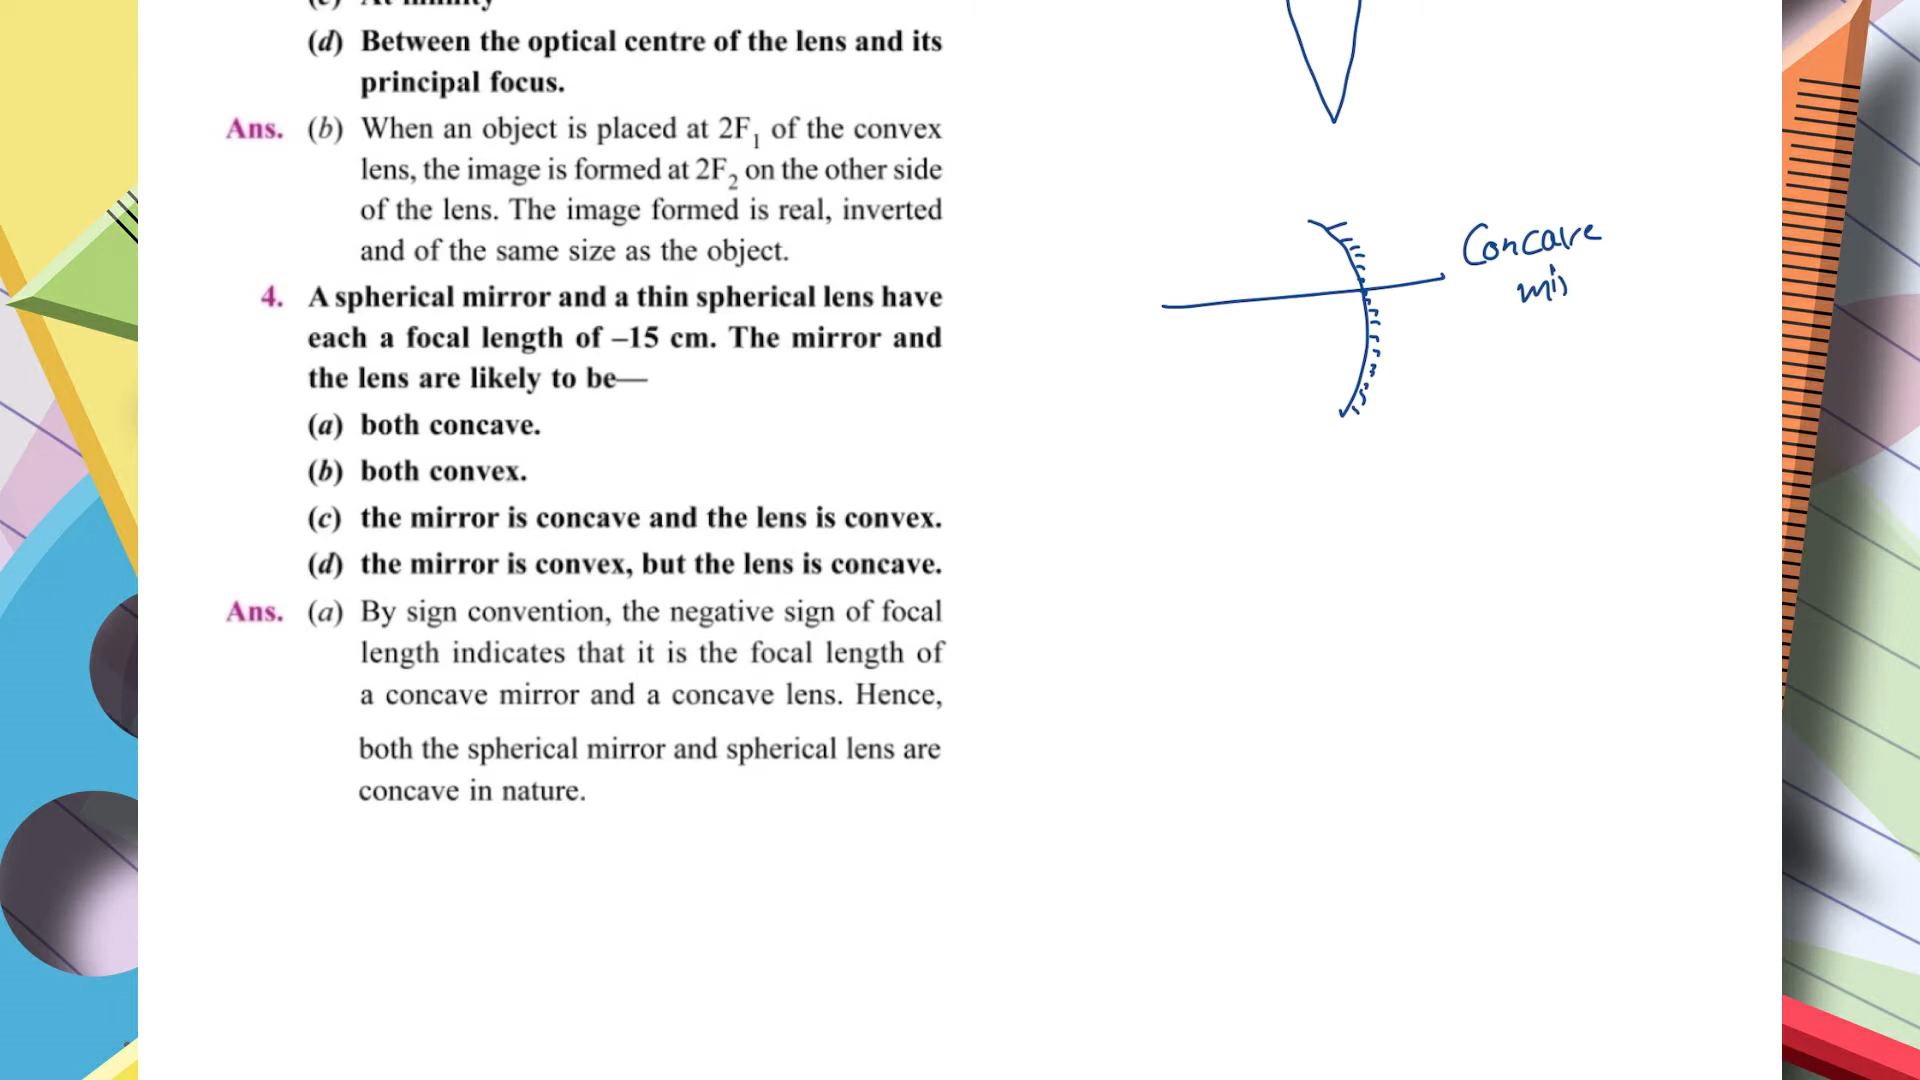 (d) Between the optical centre of the lens and its
principal focus.
Ans. (b) When an object is placed at 2F₁ of the convex
lens, the image is formed at 2F₂ on the other side
of the lens. The image formed is real, inverted
and of the same size as the object.
4. A spherical mirror and a thin spherical lens have
each a focal length of –15 cm. The mirror and
the lens are likely to be—
(a) both concave.
(b) both convex.
(c) the mirror is concave and the lens is convex.
(d) the mirror is convex, but the lens is concave.
Ans. (a) By sign convention, the negative sign of focal
length indicates that it is the focal length of
a concave mirror and a concave lens. Hence,
both the spherical mirror and spherical lens are
concave in nature.
Concave